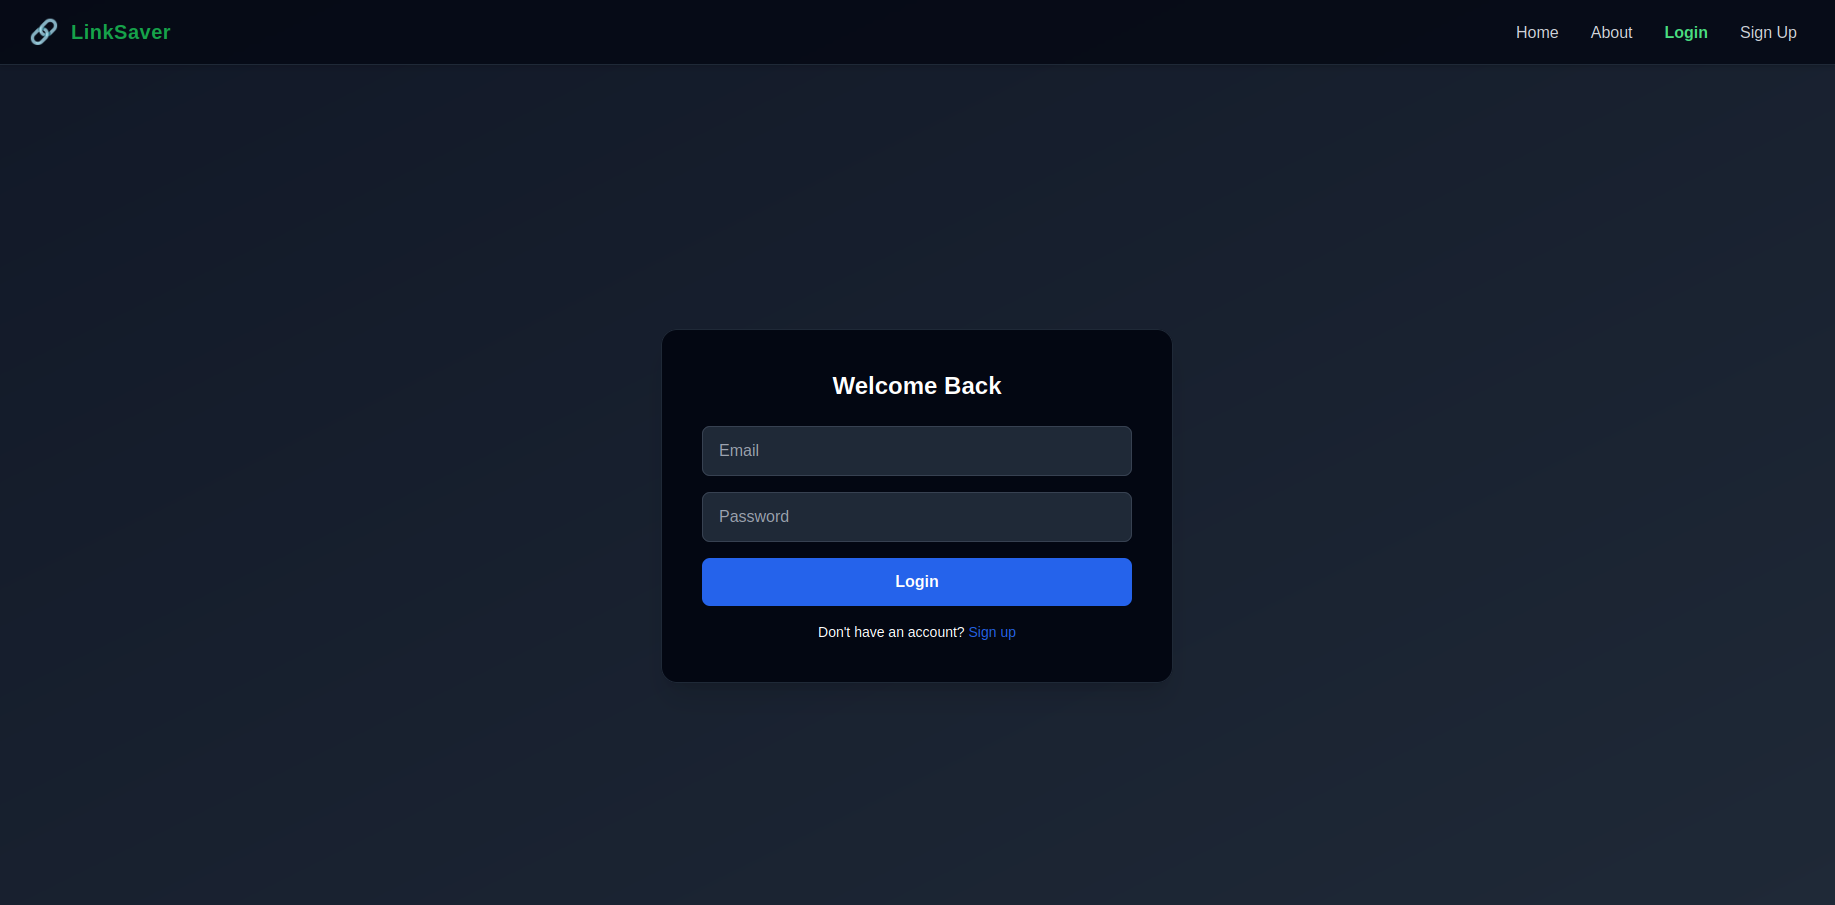 LinkSaver
Home About Login Sign Up
Welcome Back
Email
Password
Login
Don't have an account? Sign up